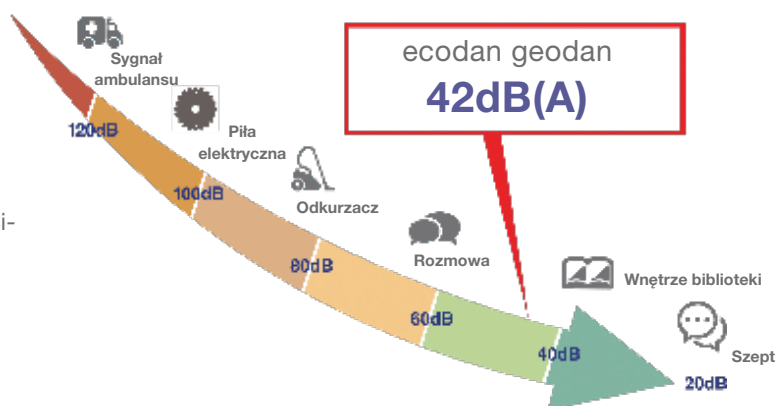 Sygnał
ambulansu
120dB
Piła
elektryczna
100dB
Odkurzacz
80dB
Rozmowa
60dB
ecodan geodan
42dB(A)
Wnętrze biblioteki
40dB
Szept
20dB
i-